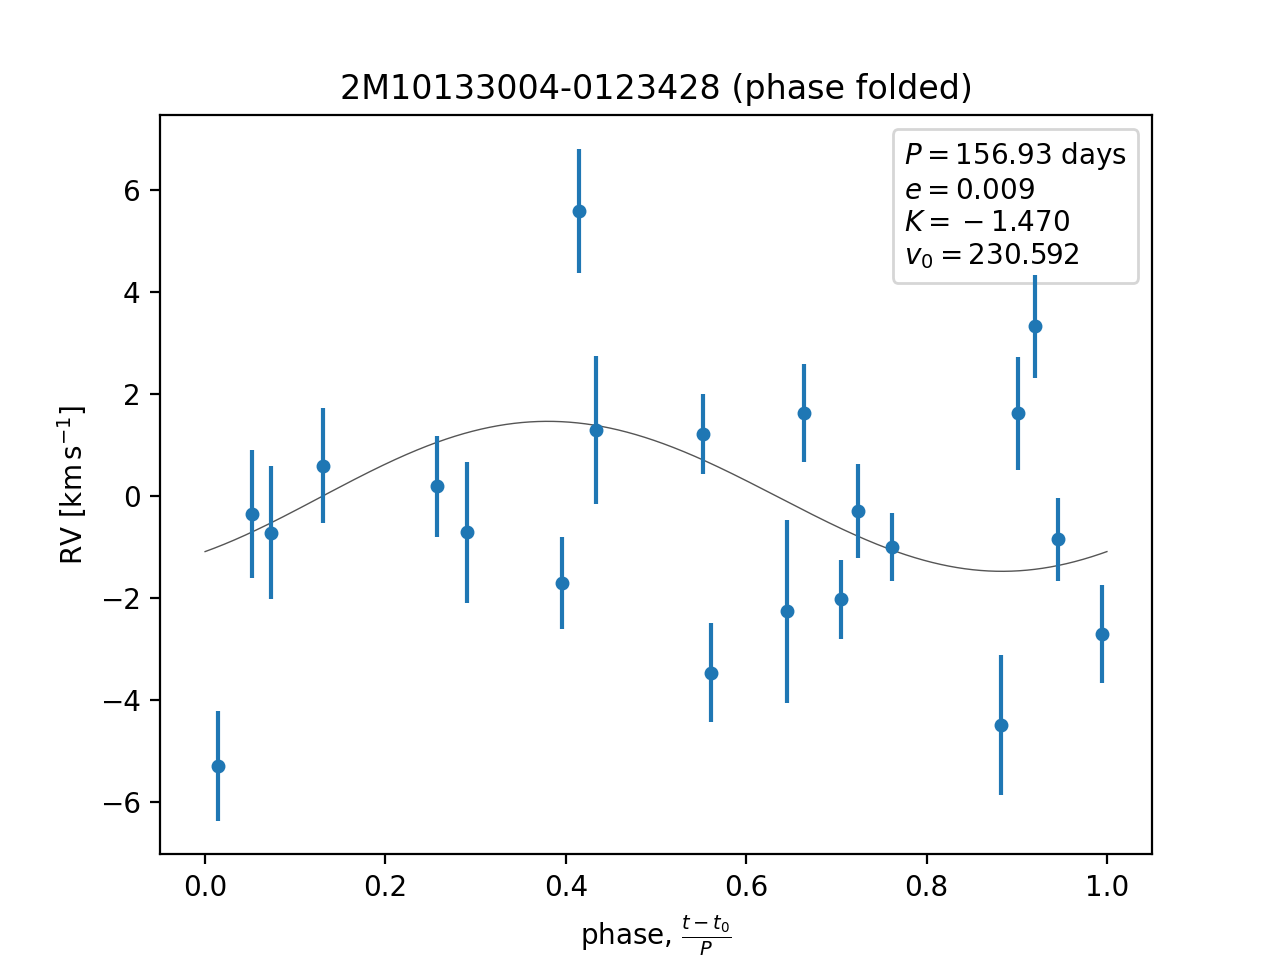 2M10133004-0123428 (phase folded)
P = 156.93 days
e = 0.009
K = −1.470
v₀ = 230.592
RV [km s⁻¹]
6
4
2
0
−2
−4
−6
0.0 0.2 0.4 0.6 0.8 1.0
phase, (t − t₀)/P